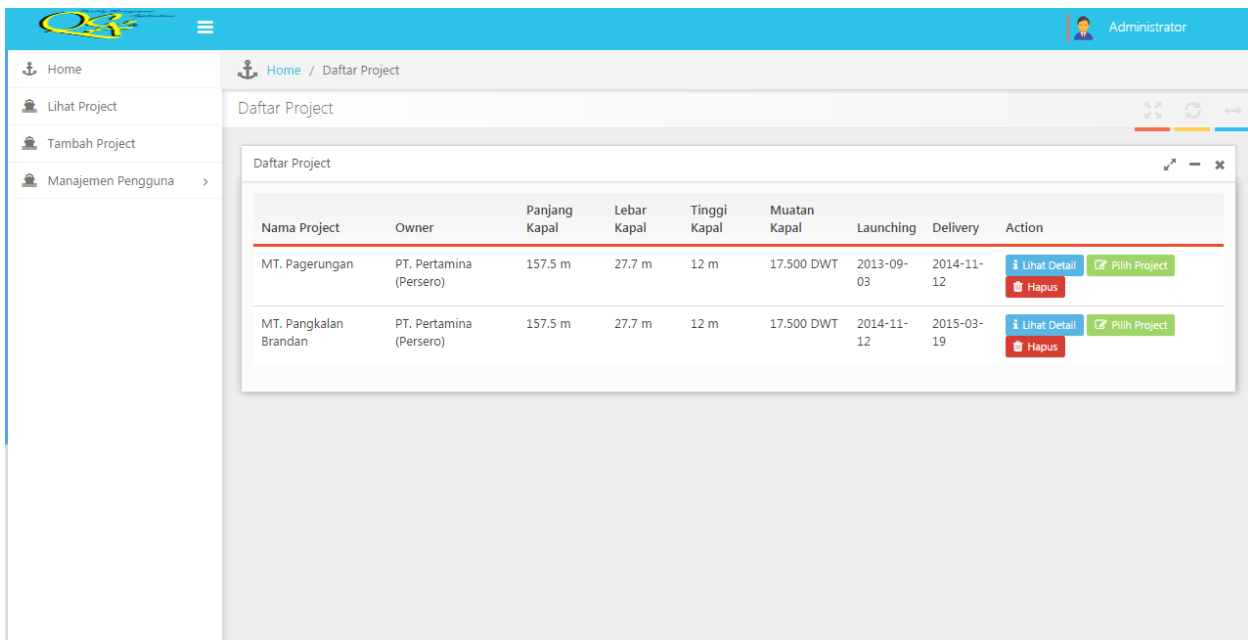 Administrator
Home
Lihat Project
Tambah Project
Manajemen Pengguna
Home / Daftar Project
Daftar Project
Daftar Project
Nama Project Owner Panjang Kapal Lebar Kapal Tinggi Kapal Muatan Kapal Launching Delivery Action
MT. Pagerungan PT. Pertamina (Persero) 157.5 m 27.7 m 12 m 17.500 DWT 2013-09-03 2014-11-12 Lihat Detail Pilih Project
Hapus
MT. Pangkalan Brandan PT. Pertamina (Persero) 157.5 m 27.7 m 12 m 17.500 DWT 2014-11-12 2015-03-19 Lihat Detail Pilih Project
Hapus